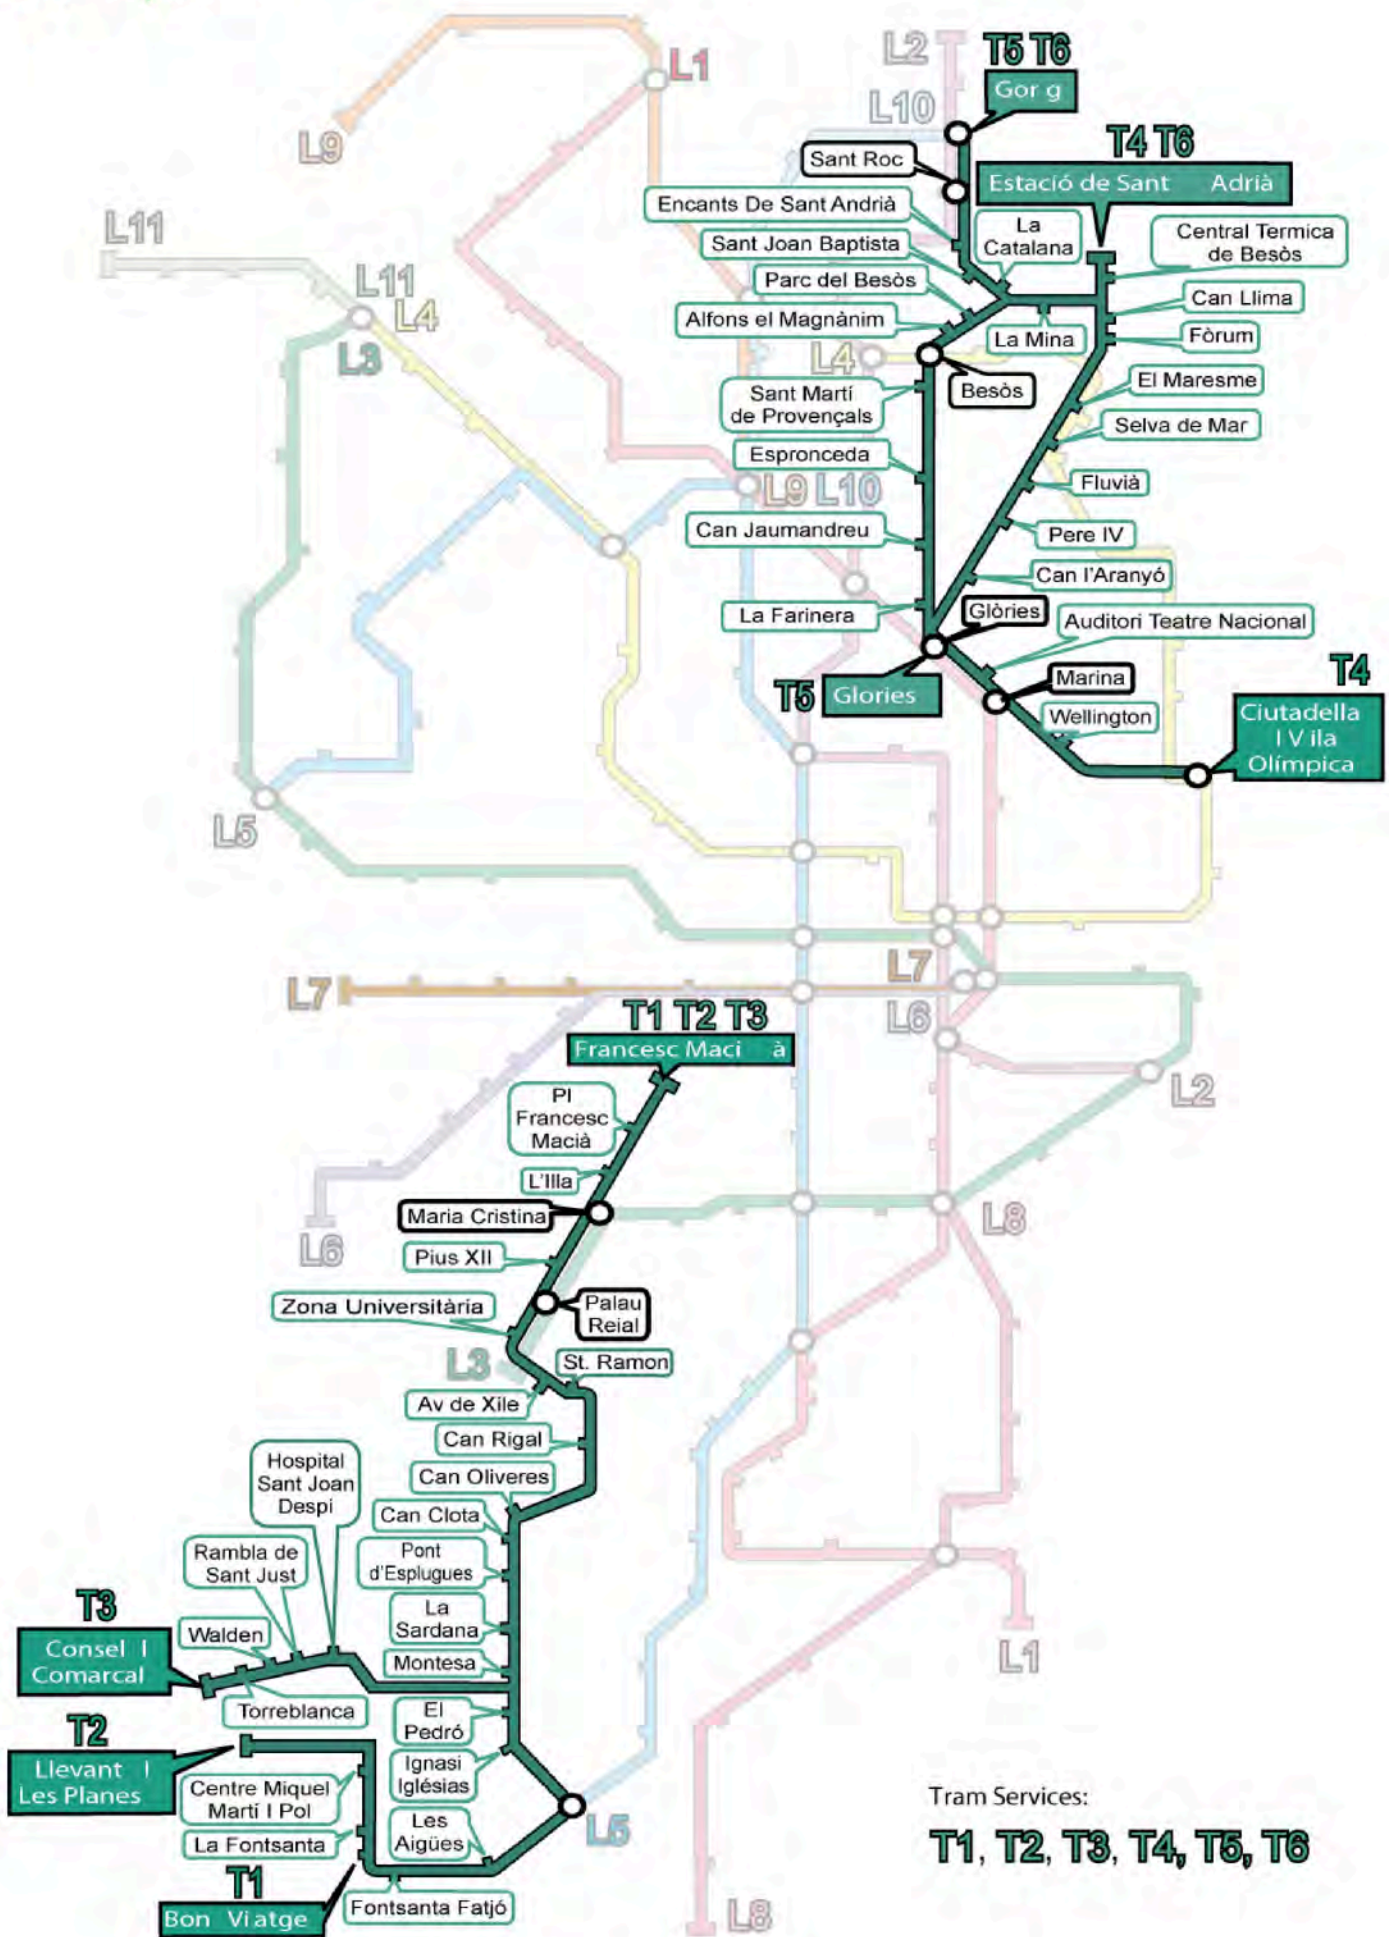 L1
L2
T5 T6
Gor g
L10
L9
T4 T6
Sant Roc
Estació de Sant Adrià
Encants De Sant Andrià
La
Catalana
Central Termica
de Besòs
L11
Sant Joan Baptista
Parc del Besòs
L11
L4
Can Llima
Alfons el Magnànim
La Mina
Fòrum
L3
L4
Besòs
El Maresme
Sant Martí
de Provençals
Selva de Mar
Espronceda
L9 L10
Fluvià
Can Jaumandreu
Pere IV
Can l'Aranyó
La Farinera
Glòries
Auditori Teatre Nacional
T4
T5
Glories
Marina
Wellington
Ciutadella
I V ila
Olímpica
L5
L7
L7
L6
T1 T2 T3
Francesc Maci à
L2
Pl
Francesc
Macià
L'Illa
Maria Cristina
L8
L6
Pius XII
Zona Universitària
Palau
Reial
L3
St. Ramon
Av de Xile
Can Rigal
Hospital
Sant Joan
Despi
Can Oliveres
Can Clota
Rambla de
Sant Just
Pont
d'Esplugues
T3
La
Sardana
Consel l
Comarcal
Walden
Montesa
L1
Torreblanca
El
Pedró
T2
Llevant l
Les Planes
Ignasi
Iglésias
Centre Miquel
Martí I Pol
Les
Aigües
L5
La Fontsanta
T1
Bon Vi atge
Fontsanta Fatjó
L8
Tram Services:
T1, T2, T3, T4, T5, T6